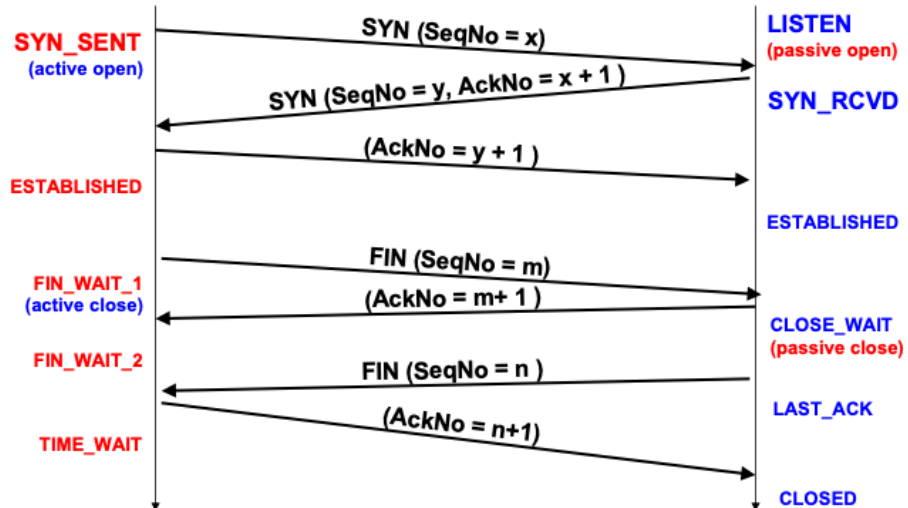 SYN (SeqNo = x)
LISTEN
(passive open)
SYN_SENT
(active open)
SYN (SeqNo = y, AckNo = x + 1 )
SYN_RCVD
(AckNo = y + 1 )
ESTABLISHED
ESTABLISHED
FIN (SeqNo = m)
FIN_WAIT_1
(active close)
(AckNo = m+ 1 )
CLOSE_WAIT
(passive close)
FIN_WAIT_2
FIN (SeqNo = n )
LAST_ACK
(AckNo = n+1)
TIME_WAIT
CLOSED